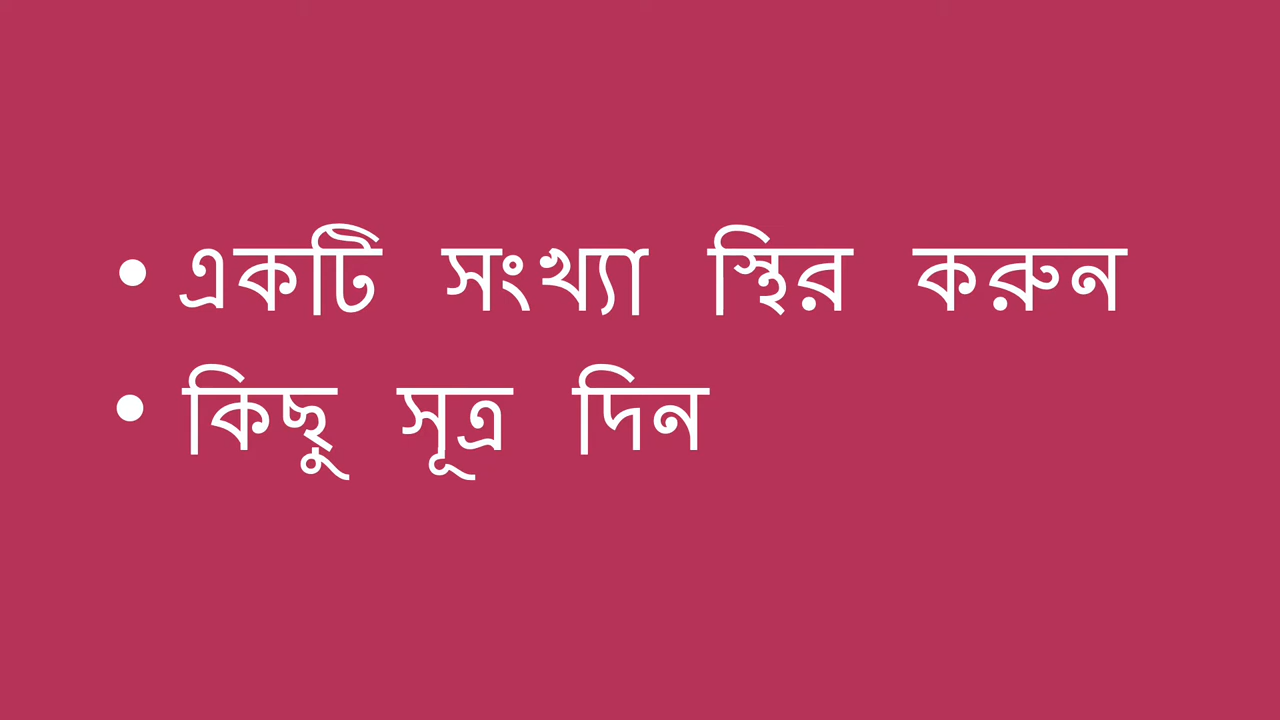 • একটি সংখ্যা স্থির করুন
• কিছু সূত্র দিন